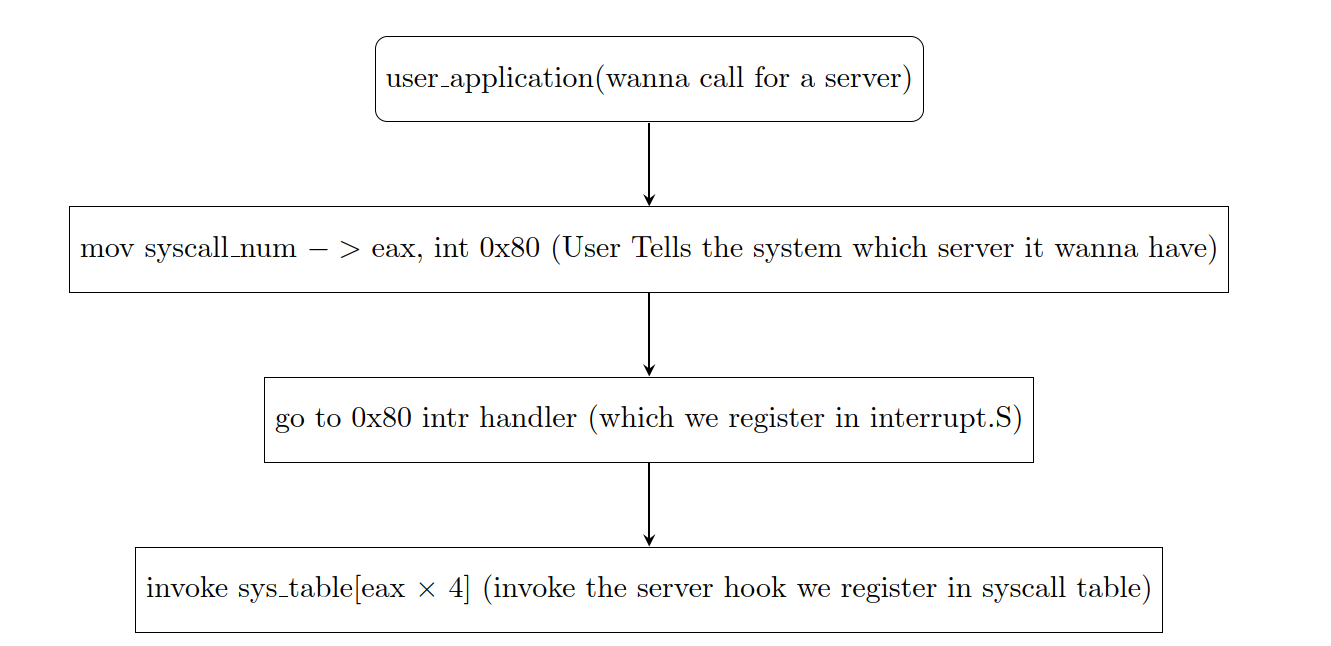 user_application(wanna call for a server)
mov syscall_num − > eax, int 0x80 (User Tells the system which server it wanna have)
go to 0x80 intr handler (which we register in interrupt.S)
invoke sys_table[eax × 4] (invoke the server hook we register in syscall table)